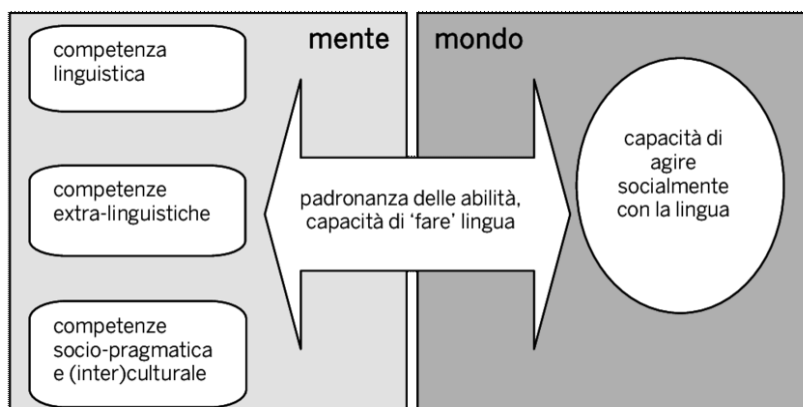 mente
mondo
competenza
linguistica
competenze
extra-linguistiche
competenze
socio-pragmatica
e (inter)culturale
padronanza delle abilità,
capacità di ‘fare’ lingua
capacità di
agire
socialmente
con la lingua